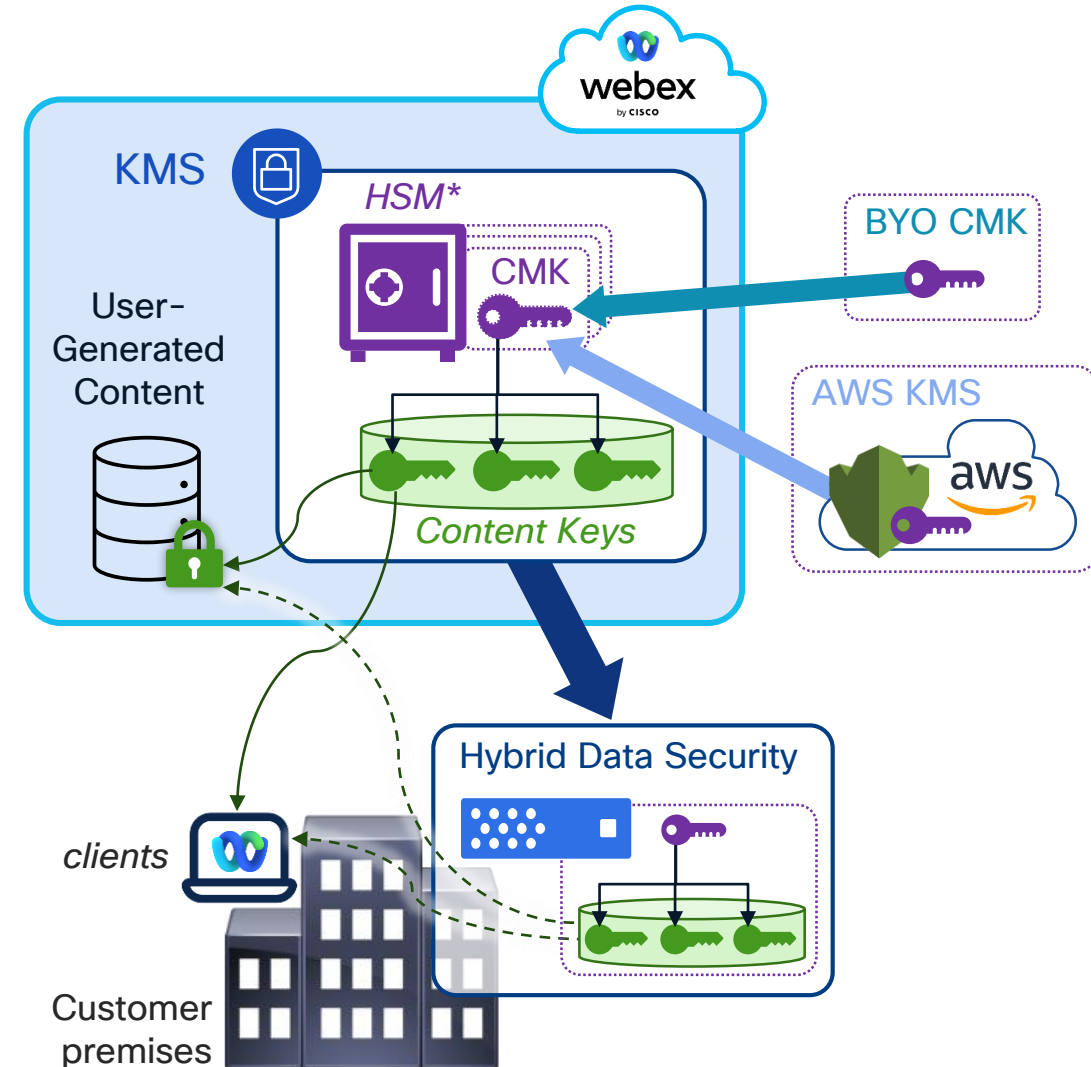 webex
by CISCO
KMS
HSM*
CMK
BYO CMK
User-
Generated
Content
AWS KMS
aws
Content Keys
Hybrid Data Security
clients
Customer
premises